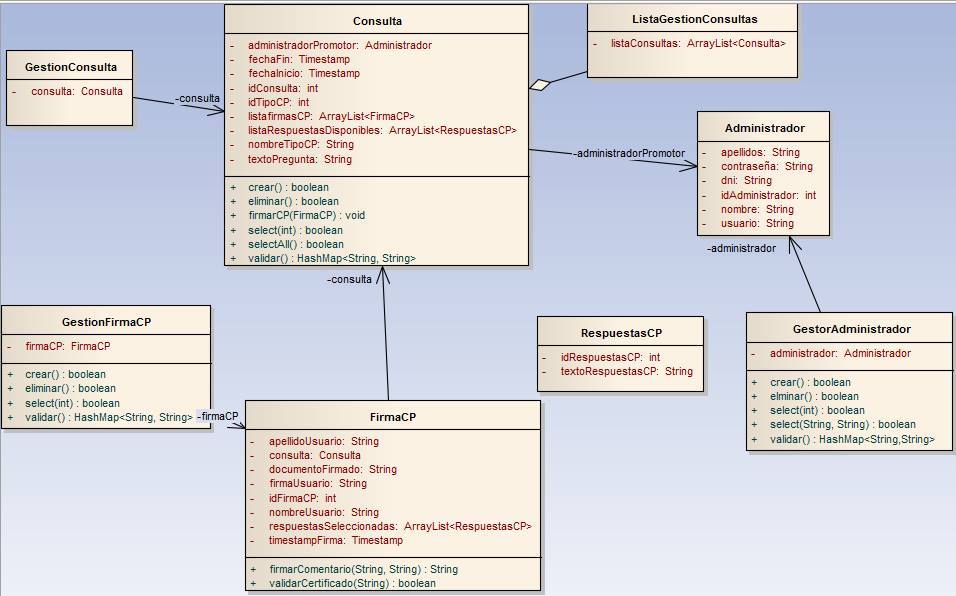 Consulta
- administradorPromotor: Administrador
- fechaFin: Timestamp
- fechaInicio: Timestamp
- idConsulta: int
- idTipoCP: int
- listafirmasCP: ArrayList<FirmaCP>
- listaRespuestasDisponibles: ArrayList<RespuestasCP>
- nombreTipoCP: String
- textoPregunta: String
+ crear() : boolean
+ eliminar() : boolean
+ firmarCP(FirmaCP) : void
+ select(int) : boolean
+ selectAll() : boolean
+ validar() : HashMap<String, String>
ListaGestionConsultas
- listaConsultas: ArrayList<Consulta>
GestionConsulta
- consulta: Consulta
-consulta
Administrador
- apellidos: String
- contraseña: String
- dni: String
- idAdministrador: int
- nombre: String
- usuario: String
-administradorPromotor
-administrador
-consulta
GestionFirmaCP
- firmaCP: FirmaCP
+ crear() : boolean
+ eliminar() : boolean
+ select(int) : boolean
+ validar() : HashMap<String, String>
-firmaCP
RespuestasCP
- idRespuestasCP: int
- textoRespuestasCP: String
GestorAdministrador
- administrador: Administrador
+ crear() : boolean
+ elminar() : boolean
+ select(int) : boolean
+ select(String, String) : boolean
+ validar() : HashMap<String,String>
FirmaCP
- apellidoUsuario: String
- consulta: Consulta
- documentoFirmado: String
- firmaUsuario: String
- idFirmaCP: int
- nombreUsuario: String
- respuestasSeleccionadas: ArrayList<RespuestasCP>
- timestampFirma: Timestamp
+ firmarComentario(String, String) : String
+ validarCertificado(String) : boolean